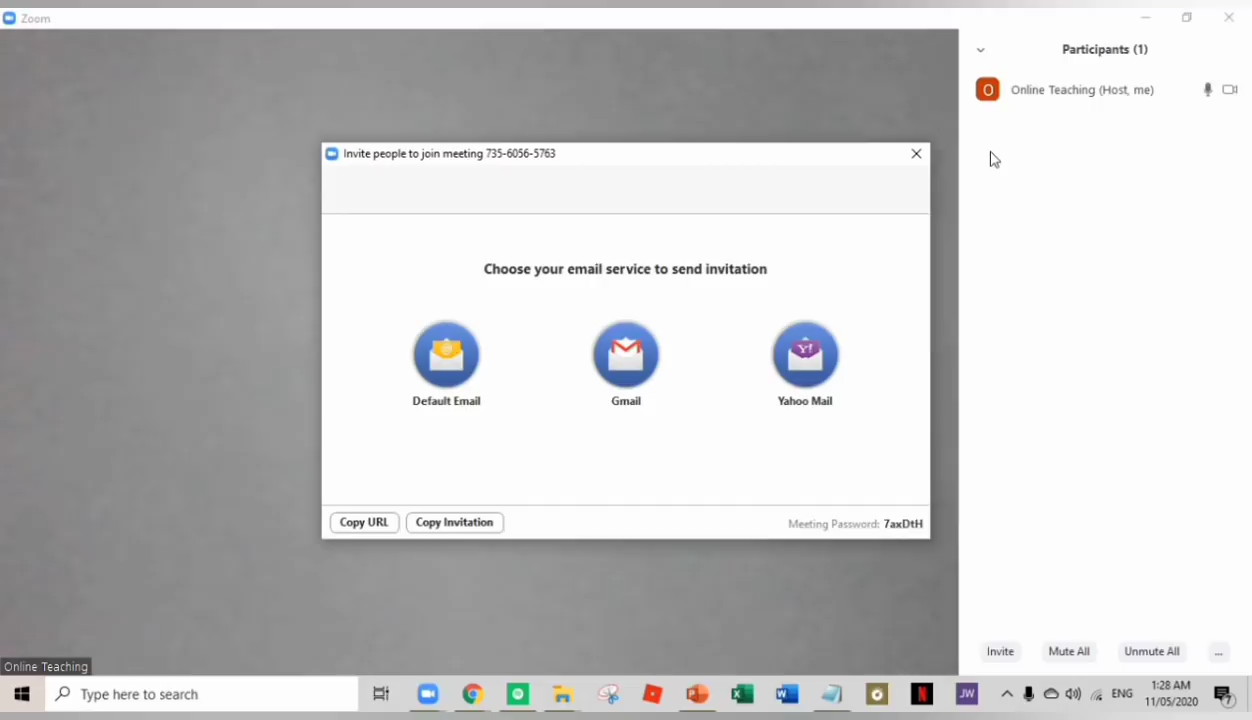 Zoom
Participants (1)
O
Online Teaching (Host, me)
Invite people to join meeting 735-6056-5763
Choose your email service to send invitation
@
Y!
Default Email
Gmail
Yahoo Mail
Copy URL
Copy Invitation
Meeting Password: 7axDtH
Invite
Mute All
Unmute All
...
Online Teaching
Type here to search
JW
ENG
1:28 AM
11/05/2020
7